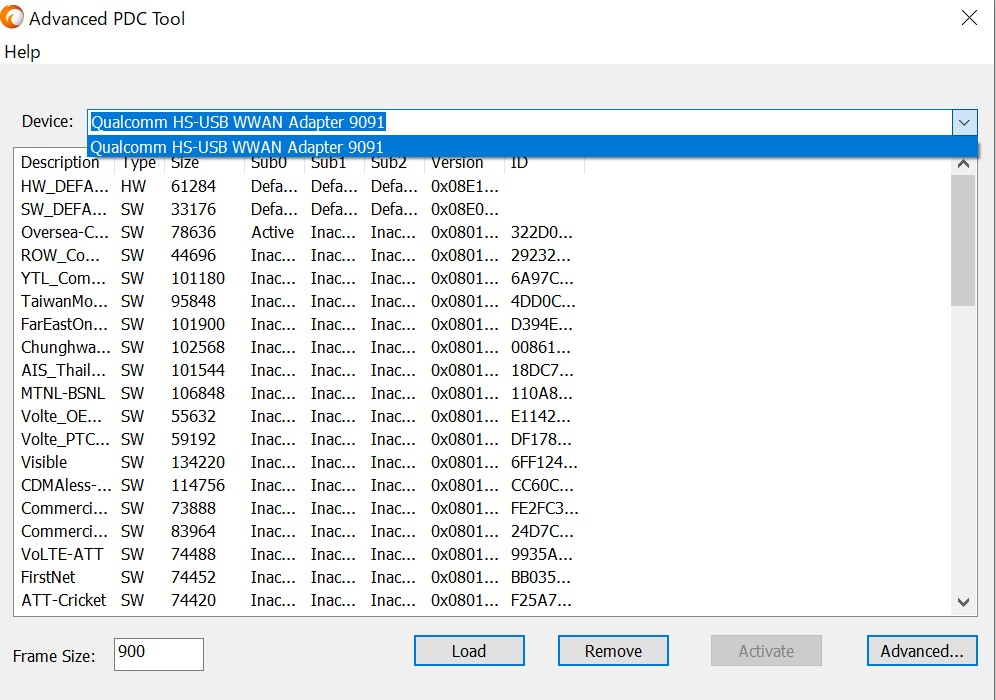 Advanced PDC Tool
Help
Device: Qualcomm HS-USB WWAN Adapter 9091
Qualcomm HS-USB WWAN Adapter 9091
Description Type Size Sub0 Sub1 Sub2 Version ID
HW_DEFA... HW 61284 Defa... Defa... Defa... 0x08E1...
SW_DEFA... SW 33176 Defa... Defa... Defa... 0x08E0...
Oversea-C... SW 78636 Active Inac... Inac... 0x0801... 322D0...
ROW_Co... SW 44696 Inac... Inac... Inac... 0x0801... 29232...
YTL_Com... SW 101180 Inac... Inac... Inac... 0x0801... 6A97C...
TaiwanMo... SW 95848 Inac... Inac... Inac... 0x0801... 4DD0C...
FarEastOn... SW 101900 Inac... Inac... Inac... 0x0801... D394E...
Chunghwa... SW 102568 Inac... Inac... Inac... 0x0801... 00861...
AIS_Thail... SW 101544 Inac... Inac... Inac... 0x0801... 18DC7...
MTNL-BSNL SW 106848 Inac... Inac... Inac... 0x0801... 110A8...
Volte_OE... SW 55632 Inac... Inac... Inac... 0x0801... E1142...
Volte_PTC... SW 59192 Inac... Inac... Inac... 0x0801... DF178...
Visible SW 134220 Inac... Inac... Inac... 0x0801... 6FF124...
CDMAless-... SW 114756 Inac... Inac... Inac... 0x0801... CC60C...
Commerci... SW 73888 Inac... Inac... Inac... 0x0801... FE2FC3...
Commerci... SW 83964 Inac... Inac... Inac... 0x0801... 24D7C...
VoLTE-ATT SW 74488 Inac... Inac... Inac... 0x0801... 9935A...
FirstNet SW 74452 Inac... Inac... Inac... 0x0801... BB035...
ATT-Cricket SW 74420 Inac... Inac... Inac... 0x0801... F25A7...
Frame Size: 900 Load Remove Activate Advanced...